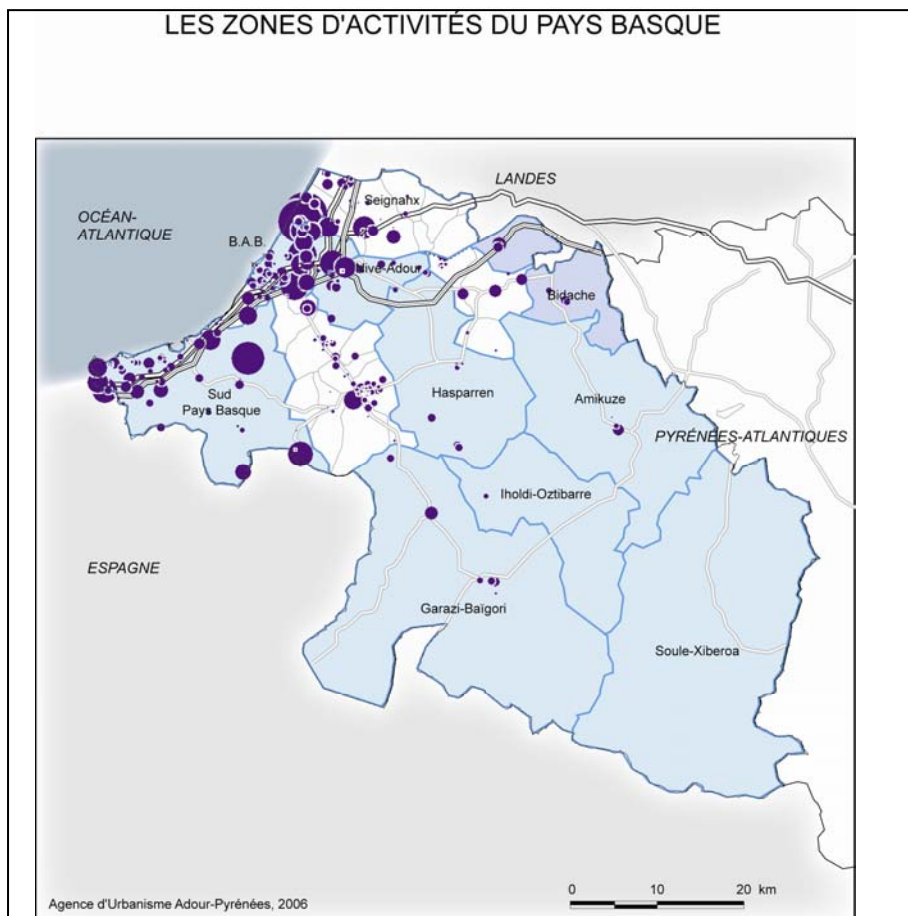 LES ZONES D'ACTIVITÉS DU PAYS BASQUE
LANDES
Seignanx
OCÉAN-
ATLANTIQUE
B.A.B.
Nive-Adour
Bidache
Sud
Pays Basque
Hasparren
Amikuze
PYRÉNÉES-ATLANTIQUES
Iholdi-Oztibarre
ESPAGNE
Garazi-Baïgori
Soule-Xiberoa
0 10 20 km
Agence d'Urbanisme Adour-Pyrénées, 2006